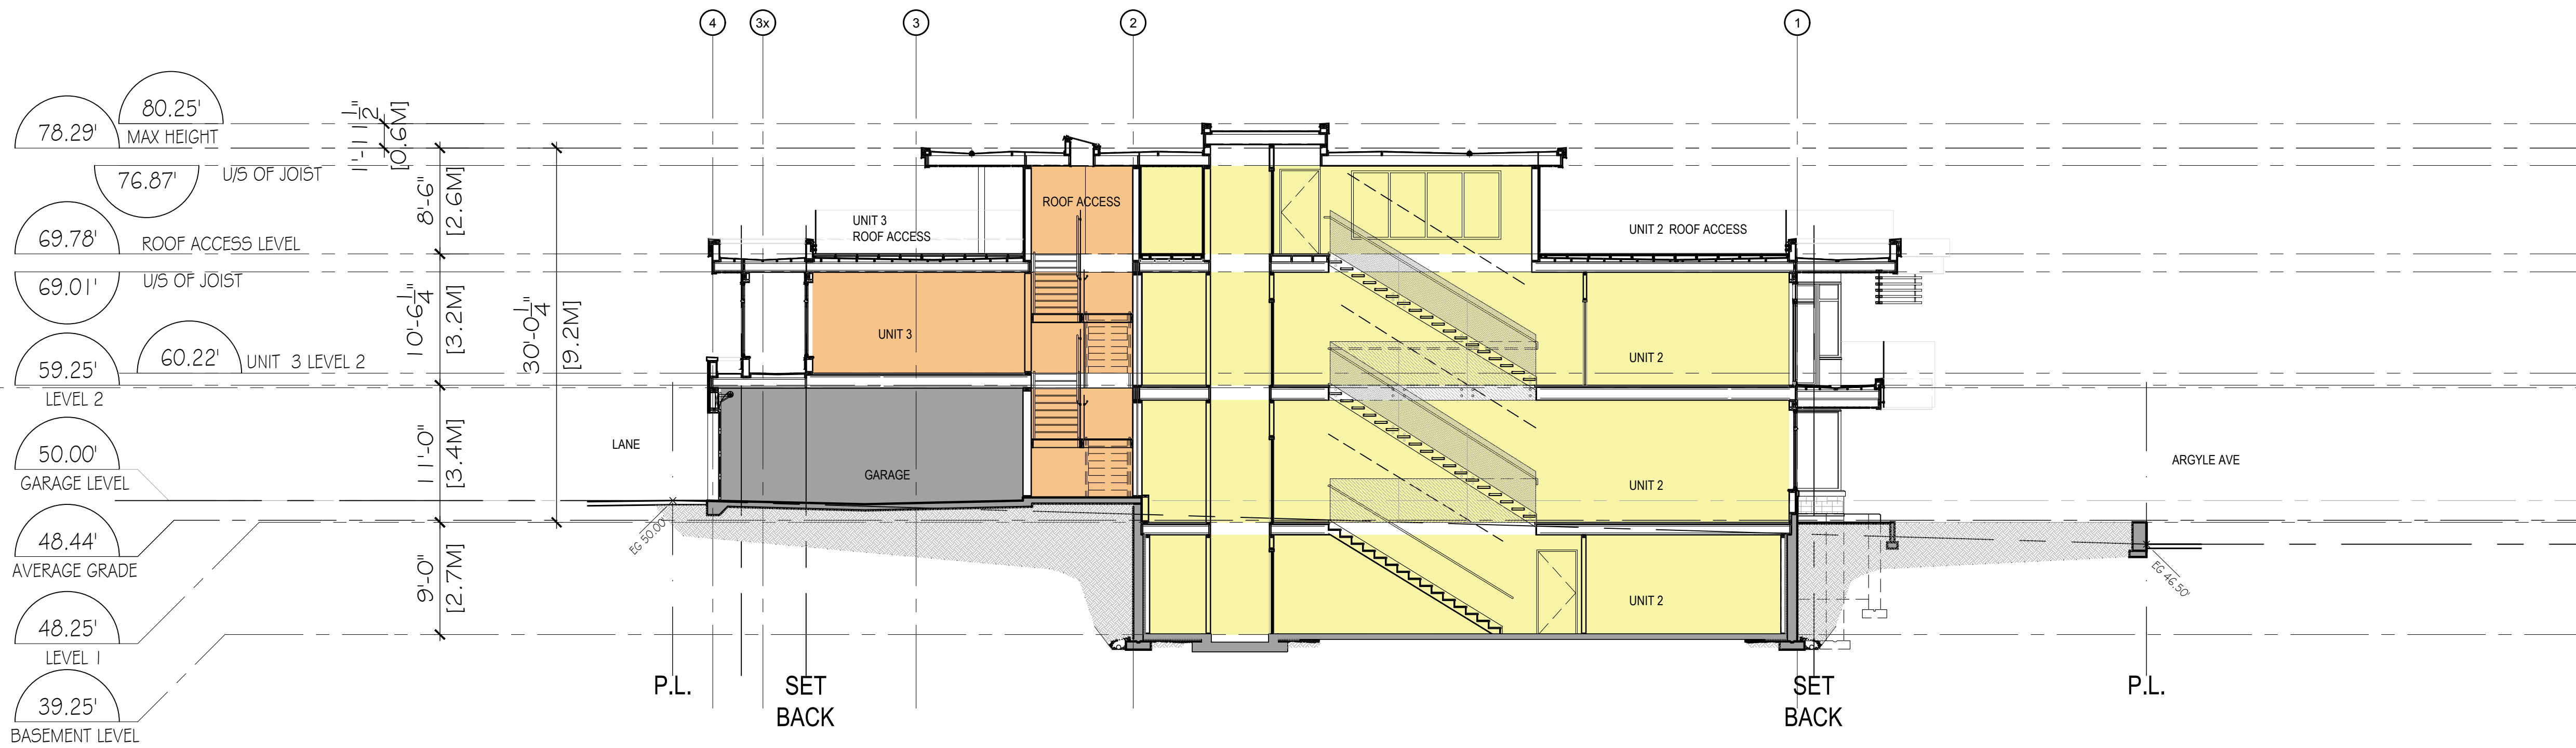 4
3x
3
2
1
80.25'
MAX HEIGHT
78.29'
76.87'
U/S OF JOIST
69.78'
ROOF ACCESS LEVEL
69.01'
U/S OF JOIST
60.22'
UNIT 3 LEVEL 2
59.25'
LEVEL 2
50.00'
GARAGE LEVEL
48.44'
AVERAGE GRADE
48.25'
LEVEL 1
39.25'
BASEMENT LEVEL
1'-11 1/2"
[0.6M]
8'-6"
[2.6M]
10'-6 1/4"
[3.2M]
11'-0"
[3.4M]
9'-0"
[2.7M]
30'-0 1/4"
[9.2M]
ROOF ACCESS
UNIT 3
ROOF ACCESS
UNIT 2 ROOF ACCESS
UNIT 3
UNIT 2
LANE
GARAGE
UNIT 2
ARGYLE AVE
EG 50.00'
EG 46.50'
UNIT 2
P.L.
SET
BACK
SET
BACK
P.L.